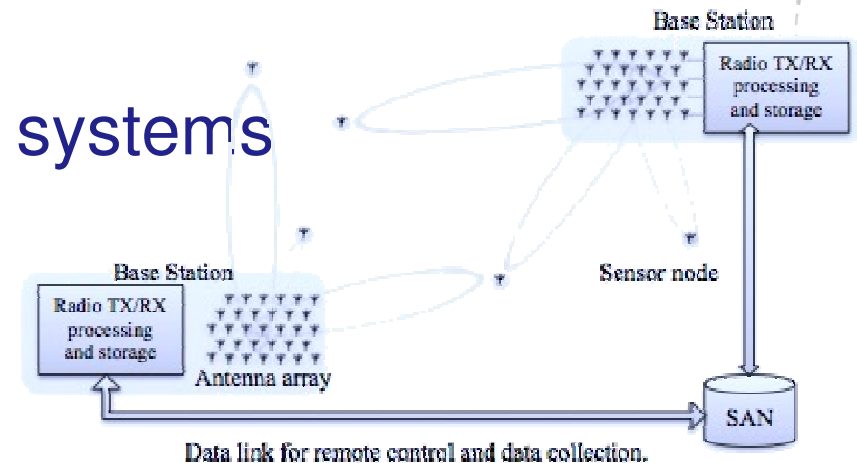 Base Station
Radio TX/RX
processing
and storage
systems
Base Station
Sensor node
Radio TX/RX
processing
and storage
Antenna array
SAN
Data link for remote control and data collection.